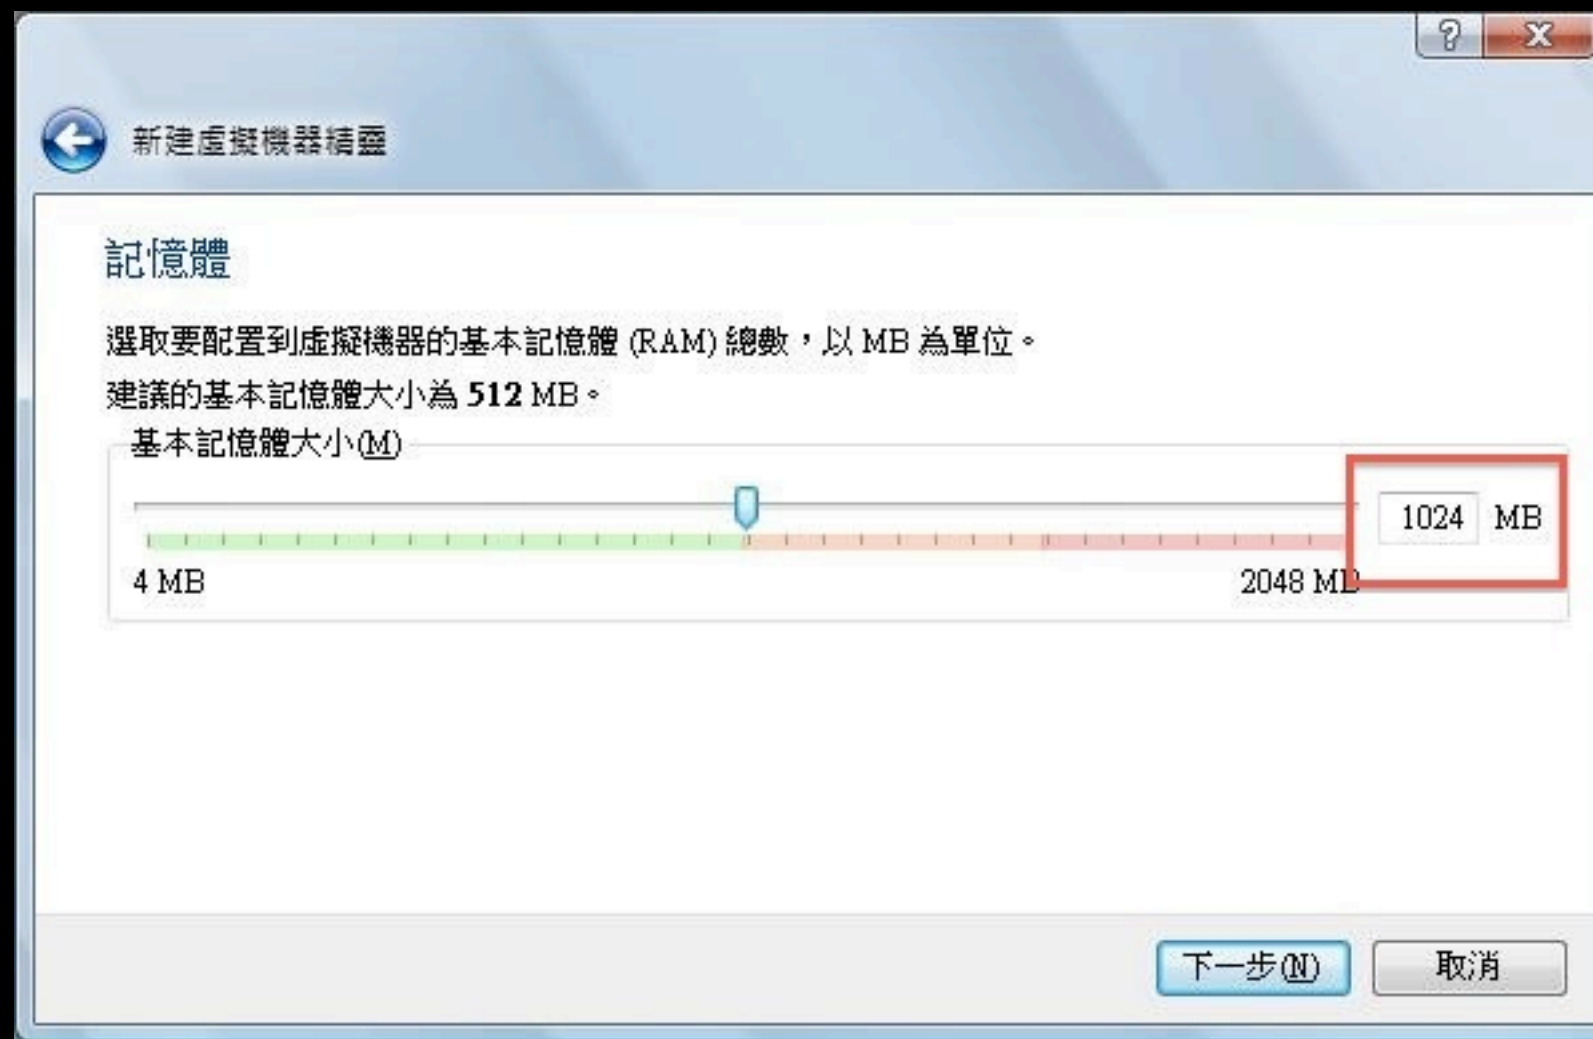 新建虛擬機器精靈
記憶體
選取要配置到虛擬機器的基本記憶體 (RAM) 總數，以 MB 為單位。
建議的基本記憶體大小為 512 MB。
基本記憶體大小(M)
1024 MB
4 MB 2048 MB
下一步(N) 取消